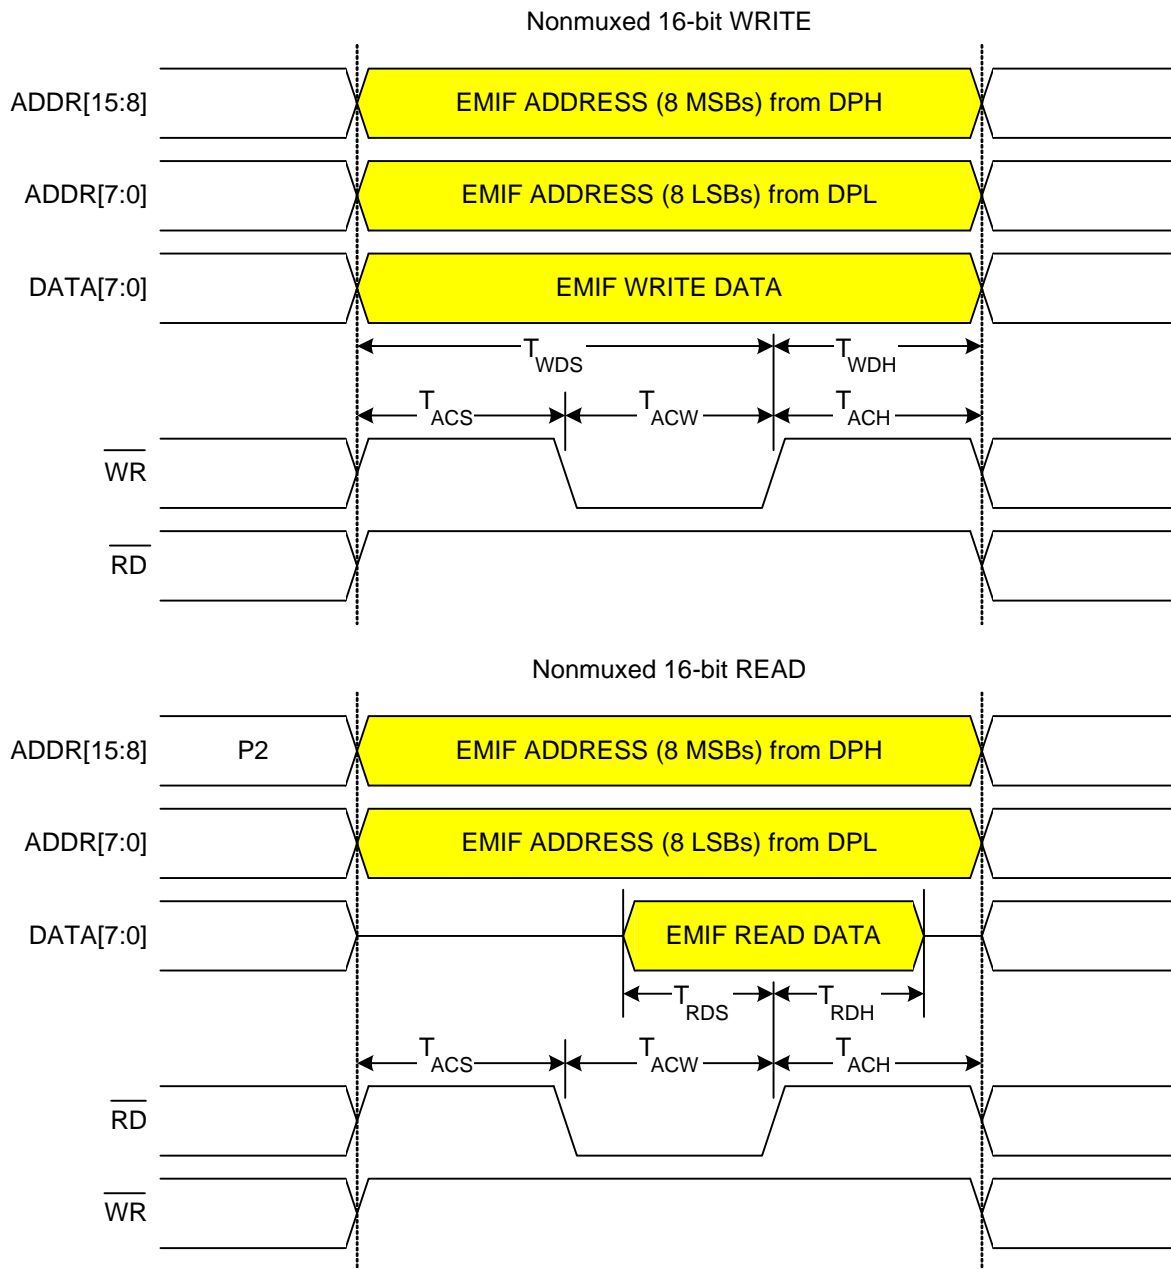 Nonmuxed 16-bit WRITE
ADDR[15:8] EMIF ADDRESS (8 MSBs) from DPH
ADDR[7:0] EMIF ADDRESS (8 LSBs) from DPL
DATA[7:0] EMIF WRITE DATA
TWDS TWDH
TACS TACW TACH
WR
RD
Nonmuxed 16-bit READ
ADDR[15:8] P2 EMIF ADDRESS (8 MSBs) from DPH
ADDR[7:0] EMIF ADDRESS (8 LSBs) from DPL
DATA[7:0] EMIF READ DATA
TRDS TRDH
TACS TACW TACH
RD
WR